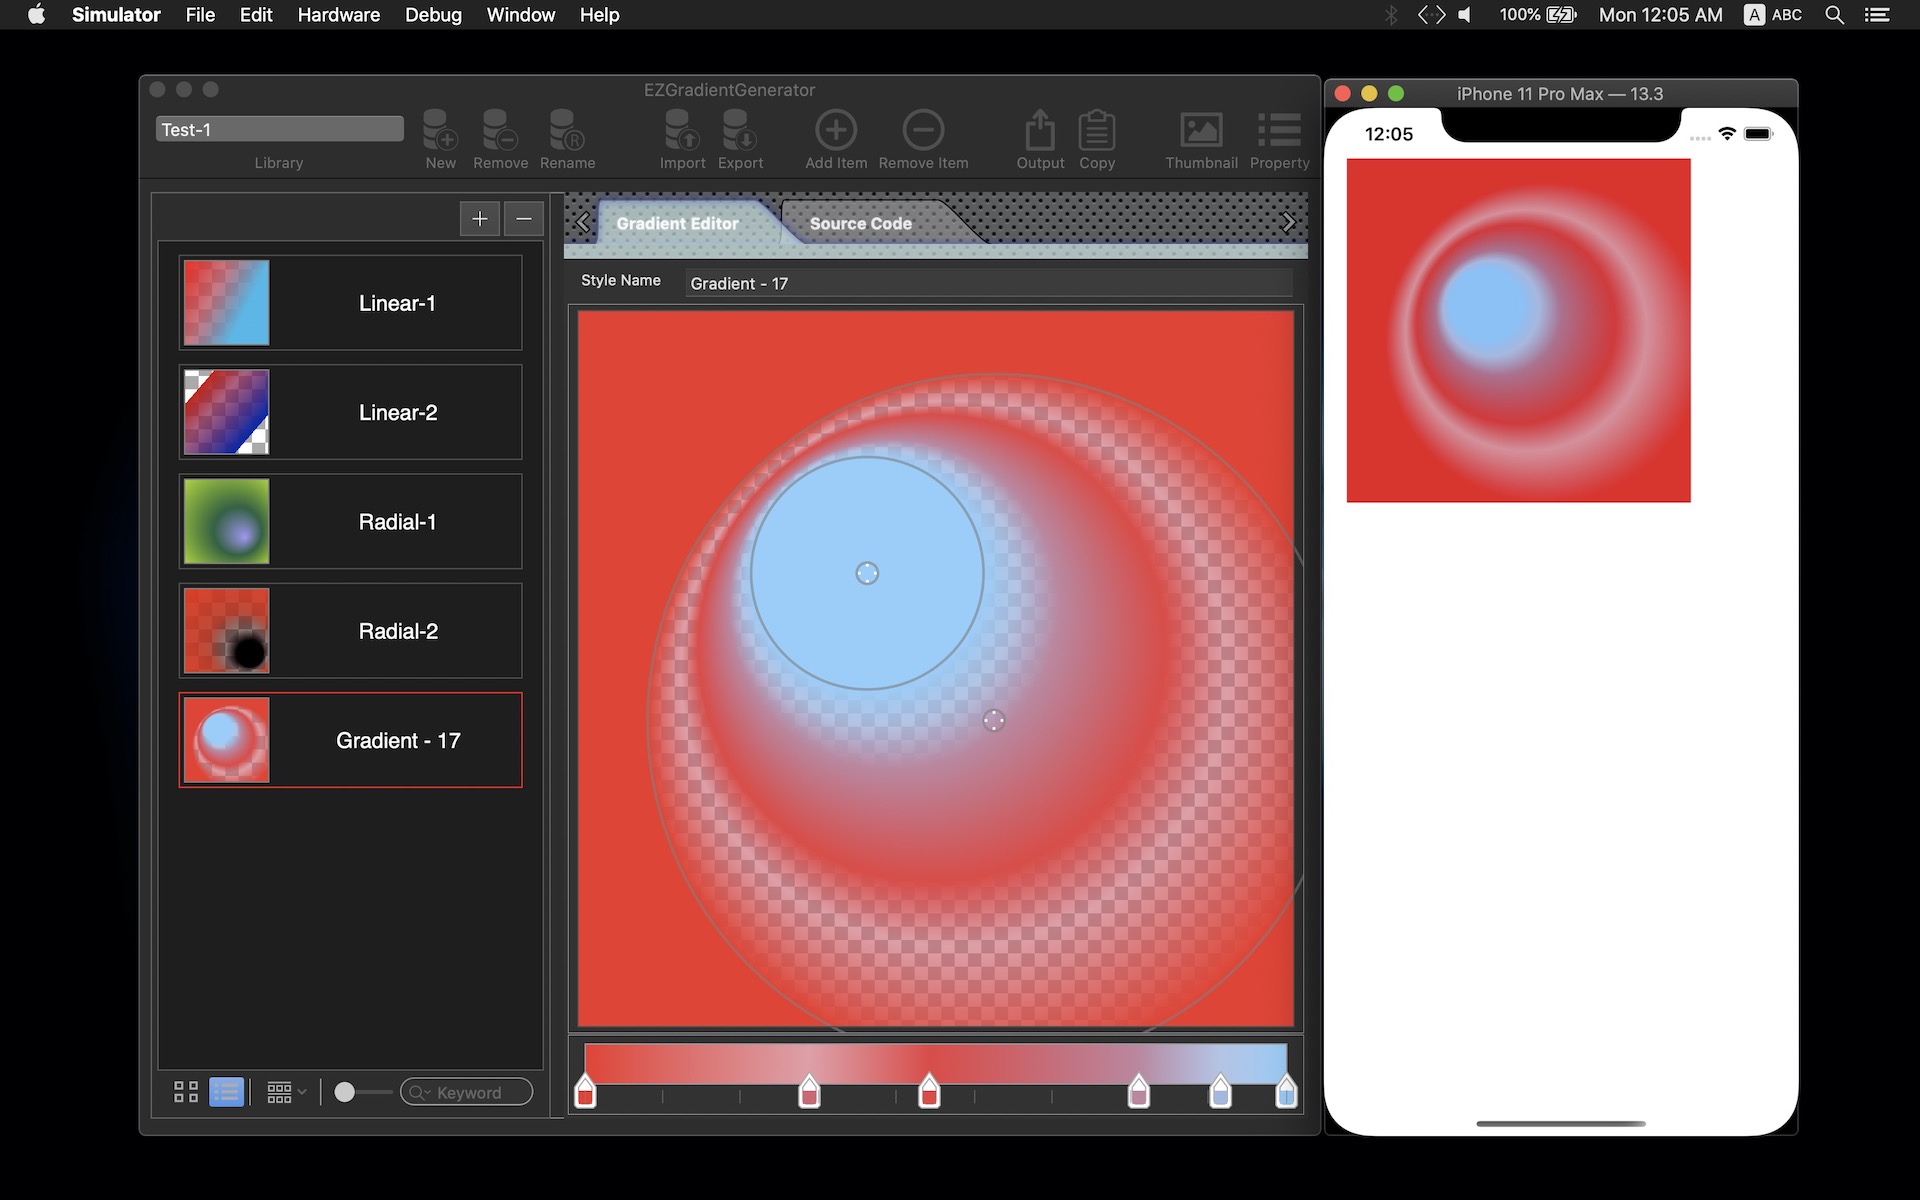 Simulator File Edit Hardware Debug Window Help 100% Mon 12:05 AM A ABC
EZGradientGenerator
Test-1
Library New Remove R Rename Import Export Add Item Remove Item Output Copy Thumbnail Property
Gradient Editor Source Code
Style Name Gradient - 17
Linear-1
Linear-2
Radial-1
Radial-2
Gradient - 17
Keyword
iPhone 11 Pro Max — 13.3
12:05